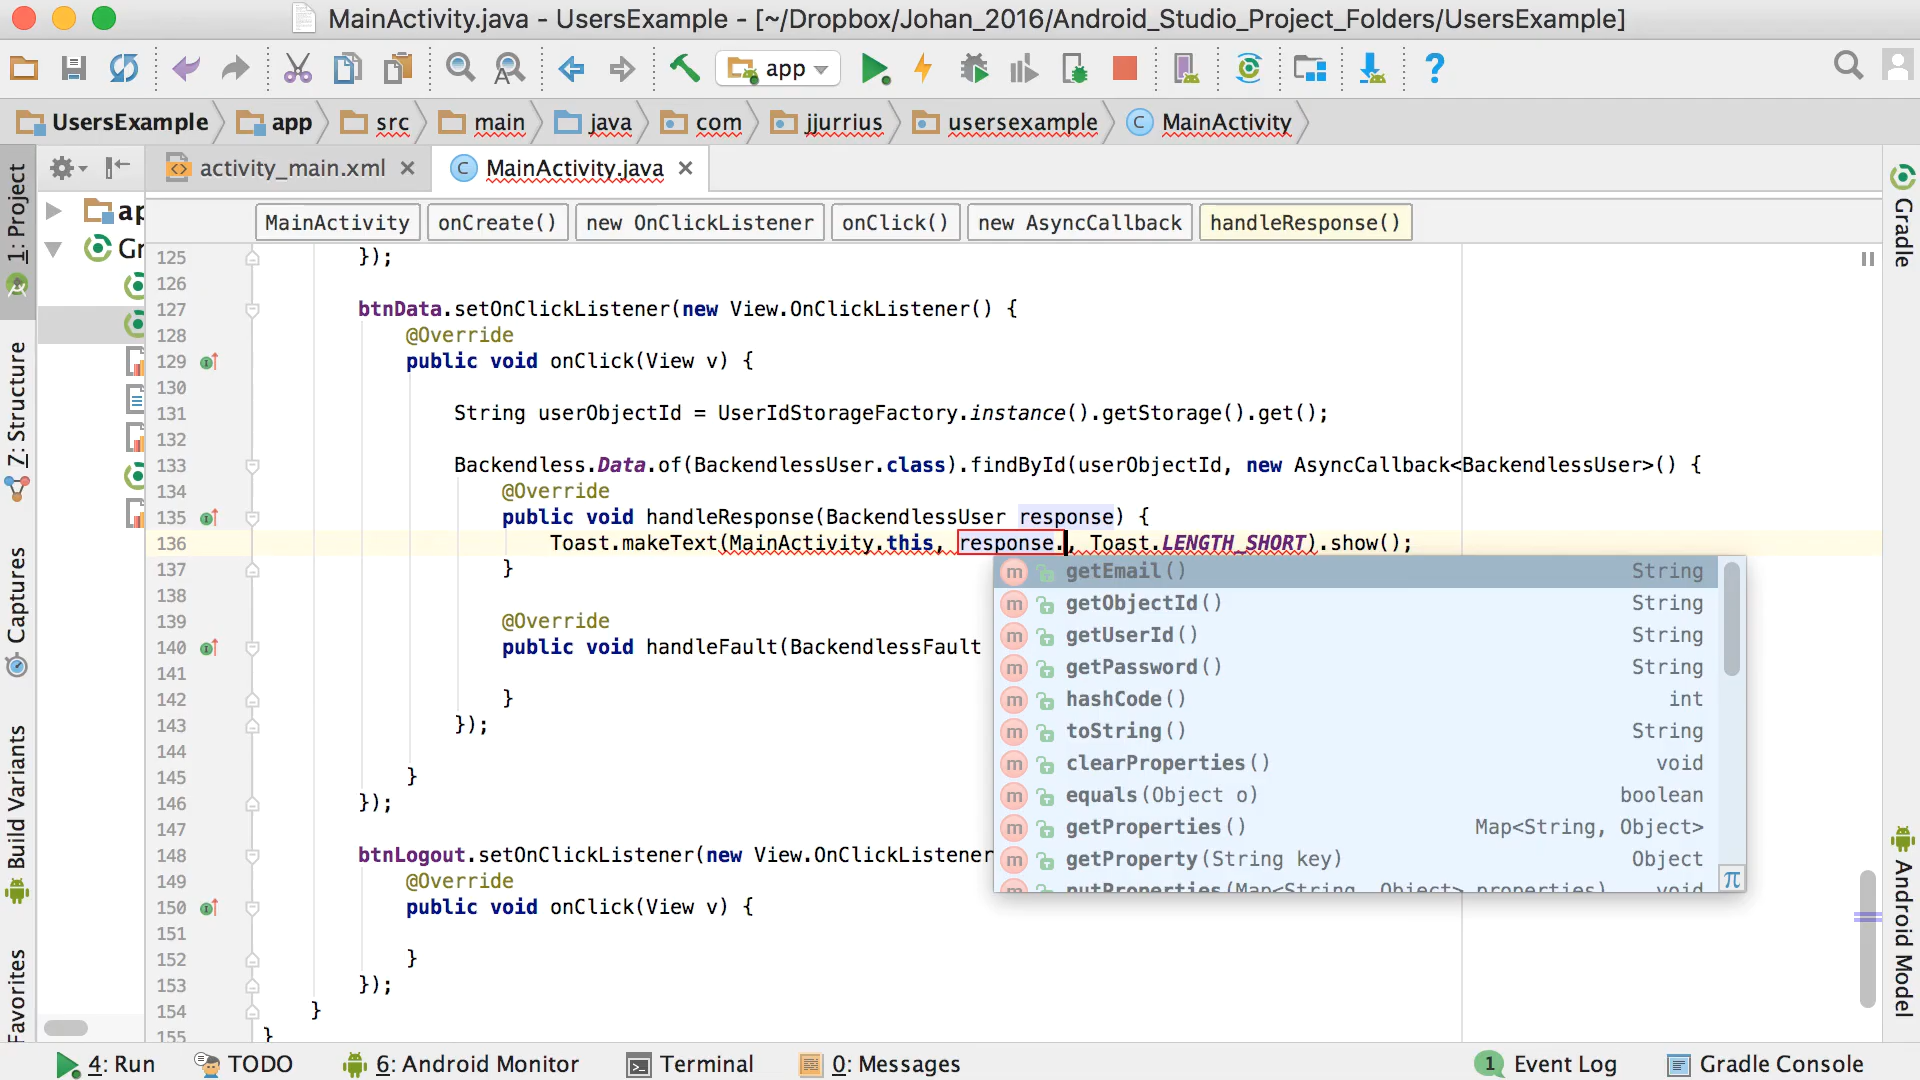 MainActivity.java - UsersExample - [~/Dropbox/Johan_2016/Android_Studio_Project_Folders/UsersExample]
app
UsersExample app src main java com jjurrius usersexample MainActivity
activity_main.xml MainActivity.java
MainActivity onCreate() new OnClickListener onClick() new AsyncCallback handleResponse()
1: Project
Z: Structure
Captures
Build Variants
Favorites
125 });
126
127 btnData.setOnClickListener(new View.OnClickListener() {
128 @Override
129 public void onClick(View v) {
130
131 String userObjectId = UserIdStorageFactory.instance().getStorage().get();
132
133 Backendless.Data.of(BackendlessUser.class).findById(userObjectId, new AsyncCallback<BackendlessUser>() {
134 @Override
135 public void handleResponse(BackendlessUser response) {
136 Toast.makeText(MainActivity.this, response., Toast.LENGTH_SHORT).show();
137 }
138
139 @Override
140 public void handleFault(BackendlessFault
141
142 }
143 });
144
145 }
146 });
147
148 btnLogout.setOnClickListener(new View.OnClickListener
149 @Override
150 public void onClick(View v) {
151
152 }
153 });
154 }
155 }
getEmail() String
getObjectId() String
getUserId() String
getPassword() String
hashCode() int
toString() String
clearProperties() void
equals(Object o) boolean
getProperties() Map<String, Object>
getProperty(String key) Object
putProperties(Map<String, Object> properties) void
π
Gradle
Android Model
4: Run TODO 6: Android Monitor Terminal 0: Messages 1 Event Log Gradle Console